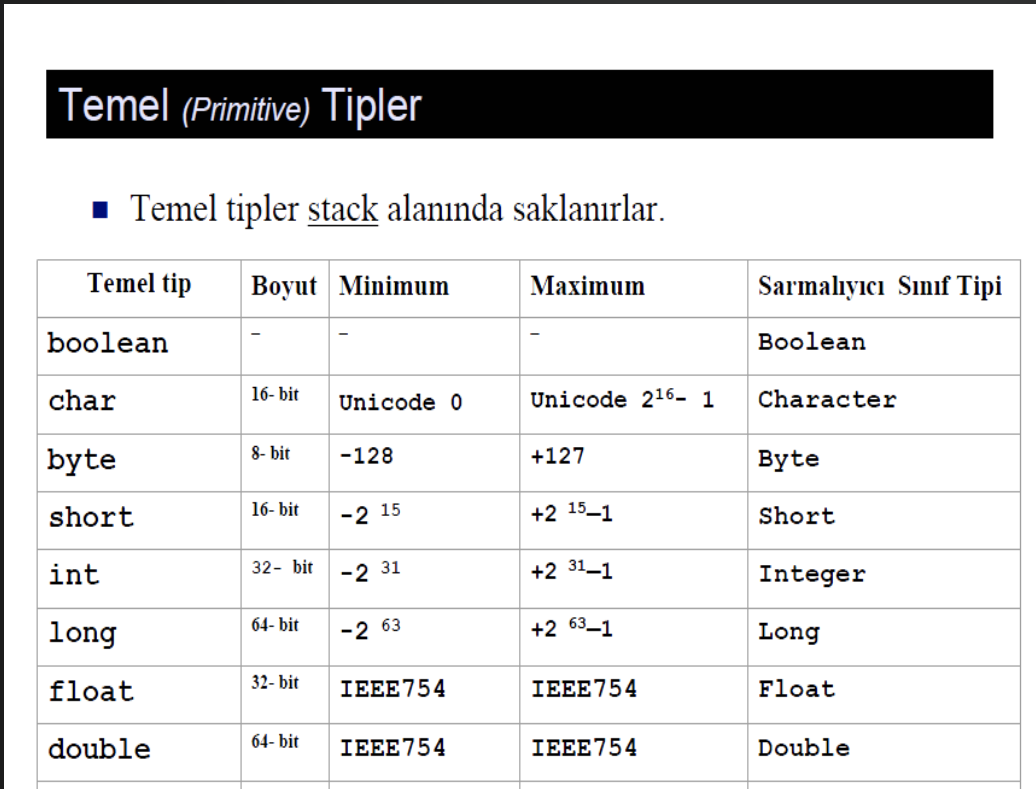 Temel (Primitive) Tipler
Temel tipler stack alanında saklanırlar.
Temel tip Boyut Minimum Maximum Sarmalıyıcı Sınıf Tipi
boolean – – – Boolean
char 16- bit Unicode 0 Unicode 2¹⁶- 1 Character
byte 8- bit -128 +127 Byte
short 16- bit -2 ¹⁵ +2 ¹⁵–1 Short
int 32- bit -2 ³¹ +2 ³¹–1 Integer
long 64- bit -2 ⁶³ +2 ⁶³–1 Long
float 32- bit IEEE754 IEEE754 Float
double 64- bit IEEE754 IEEE754 Double